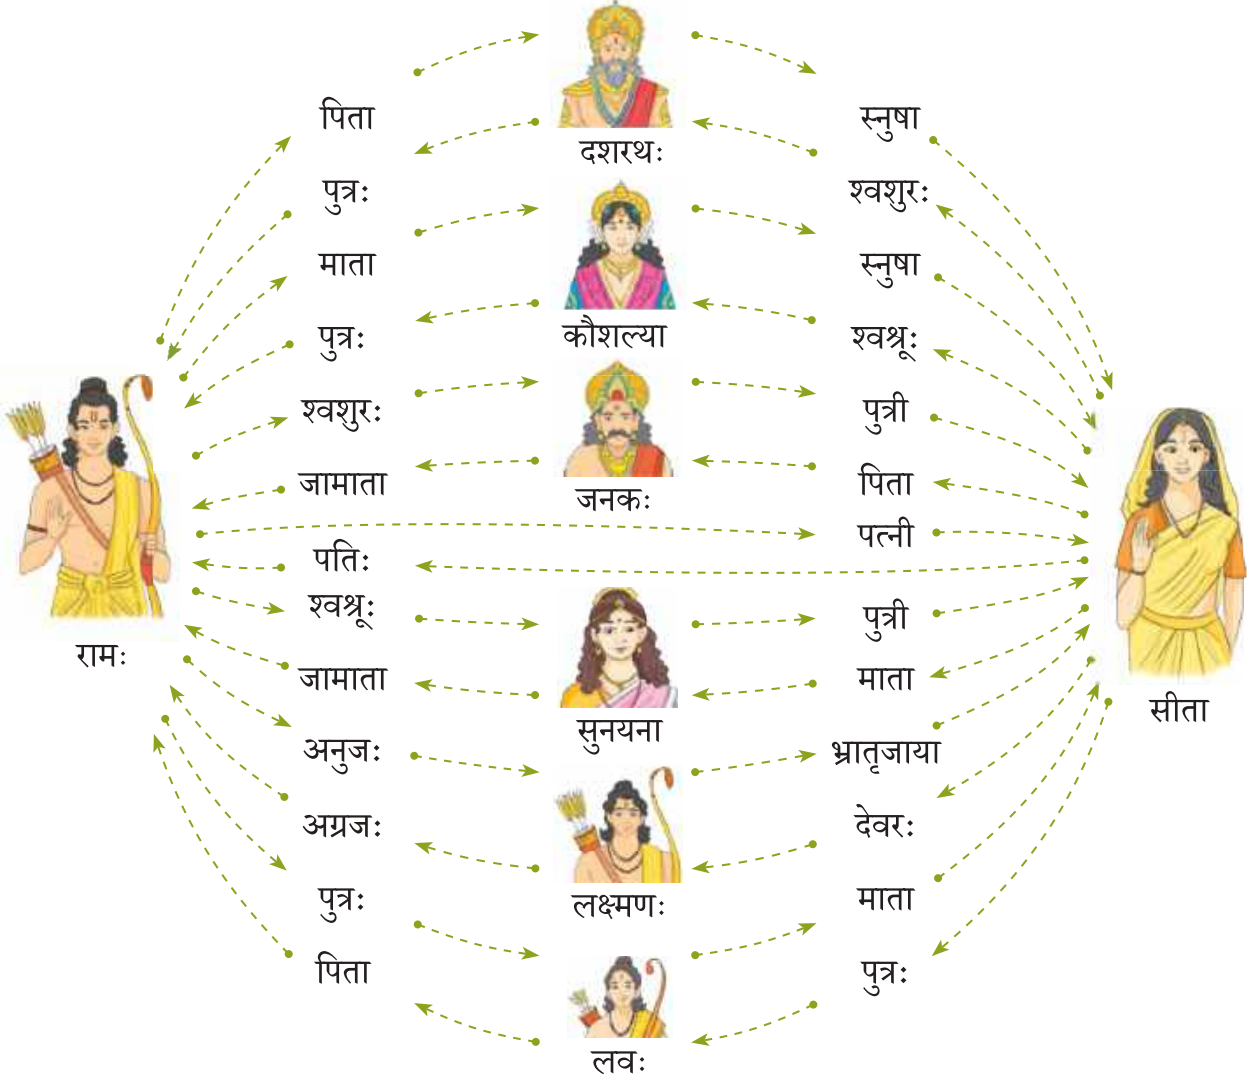 पिता
स्नुषा
दशरथः
पुत्रः
श्वशुरः
माता
स्नुषा
कौशल्या
पुत्रः
श्वश्रूः
श्वशुरः
पुत्री
जनकः
जामाता
पिता
पत्नी
पतिः
श्वश्रूः
पुत्री
रामः
जामाता
माता
सीता
सुनयना
अनुजः
भ्रातृजाया
अग्रजः
देवरः
लक्ष्मणः
पुत्रः
माता
पिता
पुत्रः
लवः